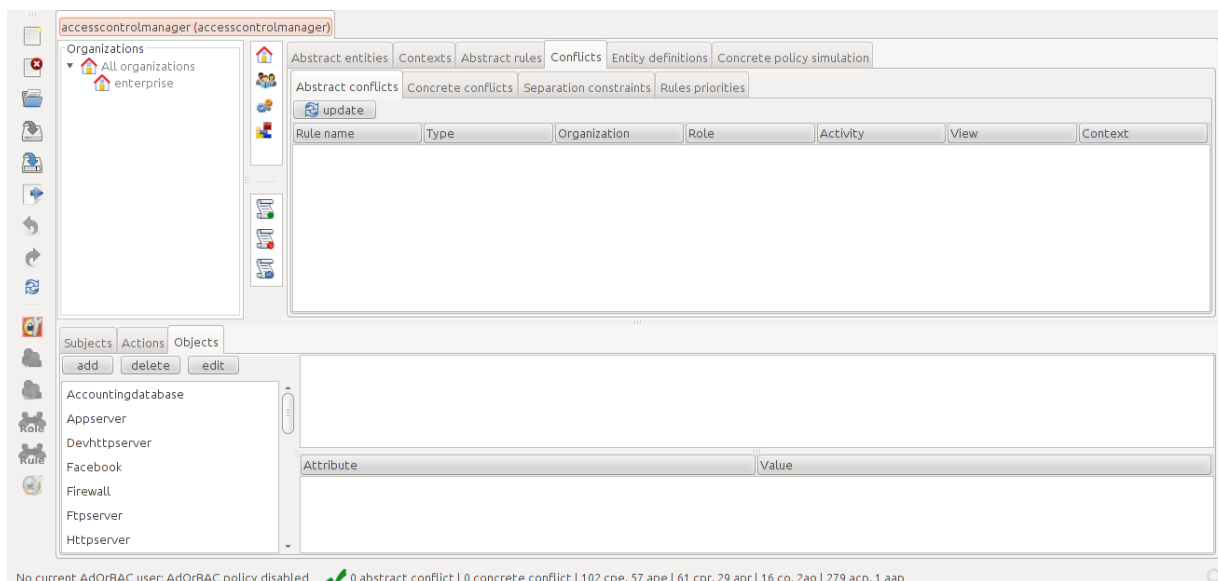 accesscontrolmanager (accesscontrolmanager)
Organizations
All organizations
enterprise
Abstract entities Contexts Abstract rules Conflicts Entity definitions Concrete policy simulation
Abstract conflicts Concrete conflicts Separation constraints Rules priorities
update
Rule name Type Organization Role Activity View Context
Subjects Actions Objects
add delete edit
Accountingdatabase
Appserver
Devhttpserver
Facebook
Firewall
Ftpserver
Httpserver
Attribute Value
Role
Rule
No current AdOrBAC user: AdOrBAC policy disabled 0 abstract conflict | 0 concrete conflict | 102 cpe, 57 ape | 61 cpr, 29 apr | 16 co, 2ao | 279 acp, 1 aap